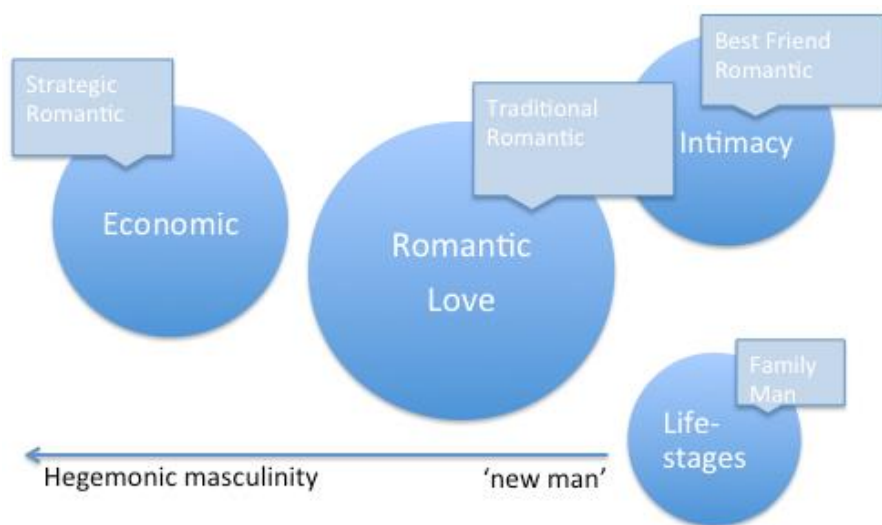 Strategic
Romantic
Economic
Traditional
Romantic
Romantic
Love
Best Friend
Romantic
Intimacy
Family
Man
Life-
stages
Hegemonic masculinity
'new man'